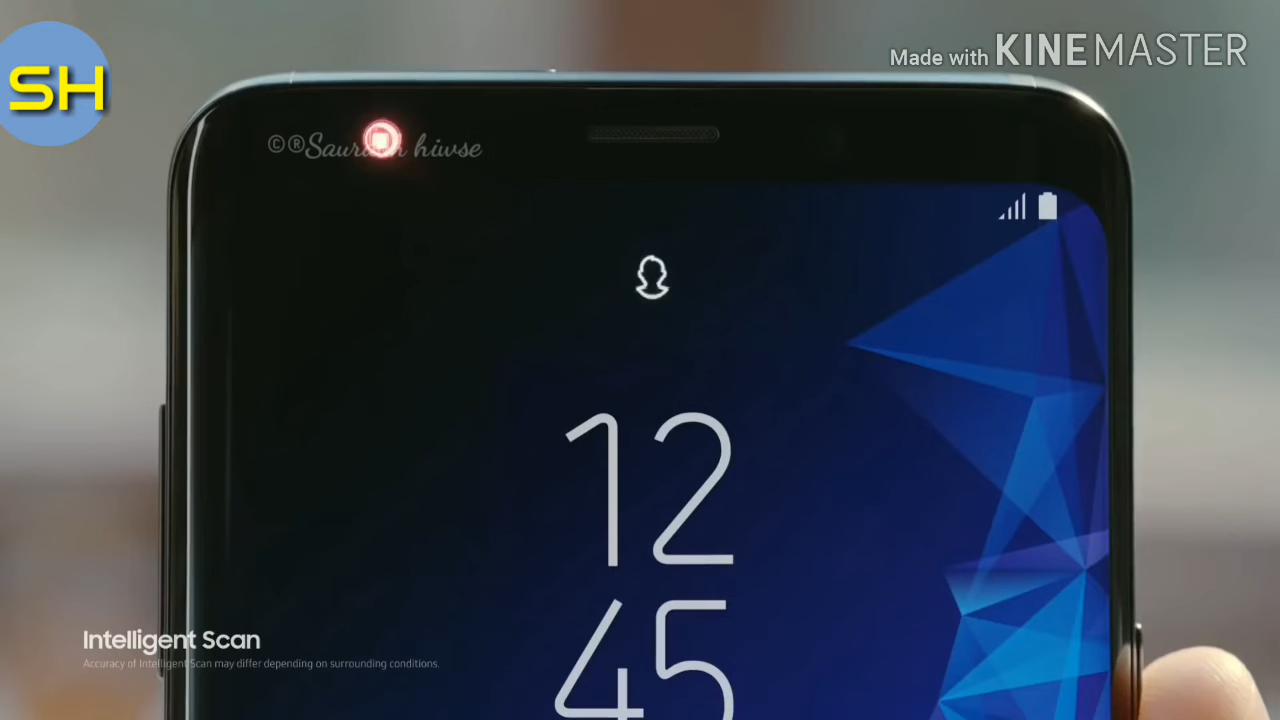 SH
Made with KINEMASTER
©®Saurabh hiwse
12
45
Intelligent Scan
Accuracy of Intelligent Scan may differ depending on surrounding conditions.